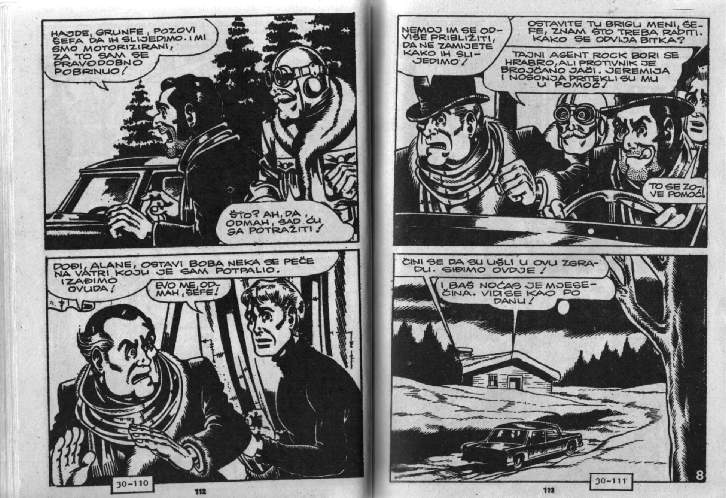 HAJDE, GRUNFE, POZOVI
ŠEFA DA IH SLIJEDIMO. I MI
SMO MOTORIZIRANI,
ZA TO SAM SE
PRAVODOBNO
POBRINUO!
ŠTO? AH, DA,
ODMAH, SAD ĆU
GA POTRAŽITI!
DOĐI, ALANE, OSTAVI BOBA NEKA SE PEČE
NA VATRI KOJU JE SAM POTPALIO.
IZAĐIMO
OVUDA!
EVO ME, OD-
MAH, ŠEFE!
30-110
112
NEMOJ IM SE OD-
VIŠE PRIBLIŽITI,
DA NE ZAMIJETE
KAKO IH SLI-
JEDIMO!
OSTAVITE TU BRIGU MENI, ŠE-
FE, ZNAM ŠTO TREBA RADITI.
KAKO SE ODVIJA BITKA?
TAJNI AGENT ROCK BORI SE
HRABRO, ALI PROTIVNIK JE
BROJČANO JAČI. JEREMIJA
I NOSONJA PRITEKLI SU MU
U POMOĆ!
TO SE ZO-
VE POMOĆ!
ČINI SE DA SU UŠLI U OVU ZGRA-
DU. SIĐIMO OVDJE!
I BAŠ NOĆAS JE MJESE-
ČINA. VIDI SE KAO PO
DANU!
30-111
113
8